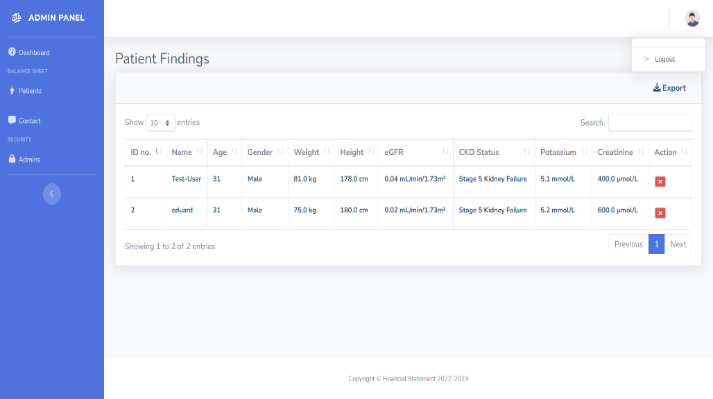 ADMIN PANEL
Dashboard
BALANCE SHEET
Patients
Contact
SECURITY
Admins
Logout
Patient Findings
Export
Show 10 entries Search:
ID no. Name Age Gender Weight Height eGFR CKD Status Potassium Creatinine Action
1 Test-User 31 Male 81.0 kg 178.0 cm 0.04 mL/min/1.73m² Stage 5 Kidney Failure 5.1 mmol/L 400.0 µmol/L
2 eduard 31 Male 75.0 kg 180.0 cm 0.02 mL/min/1.73m² Stage 5 Kidney Failure 5.2 mmol/L 600.0 µmol/L
Showing 1 to 2 of 2 entries Previous 1 Next
Copyright © Financial Statement 2022-2023